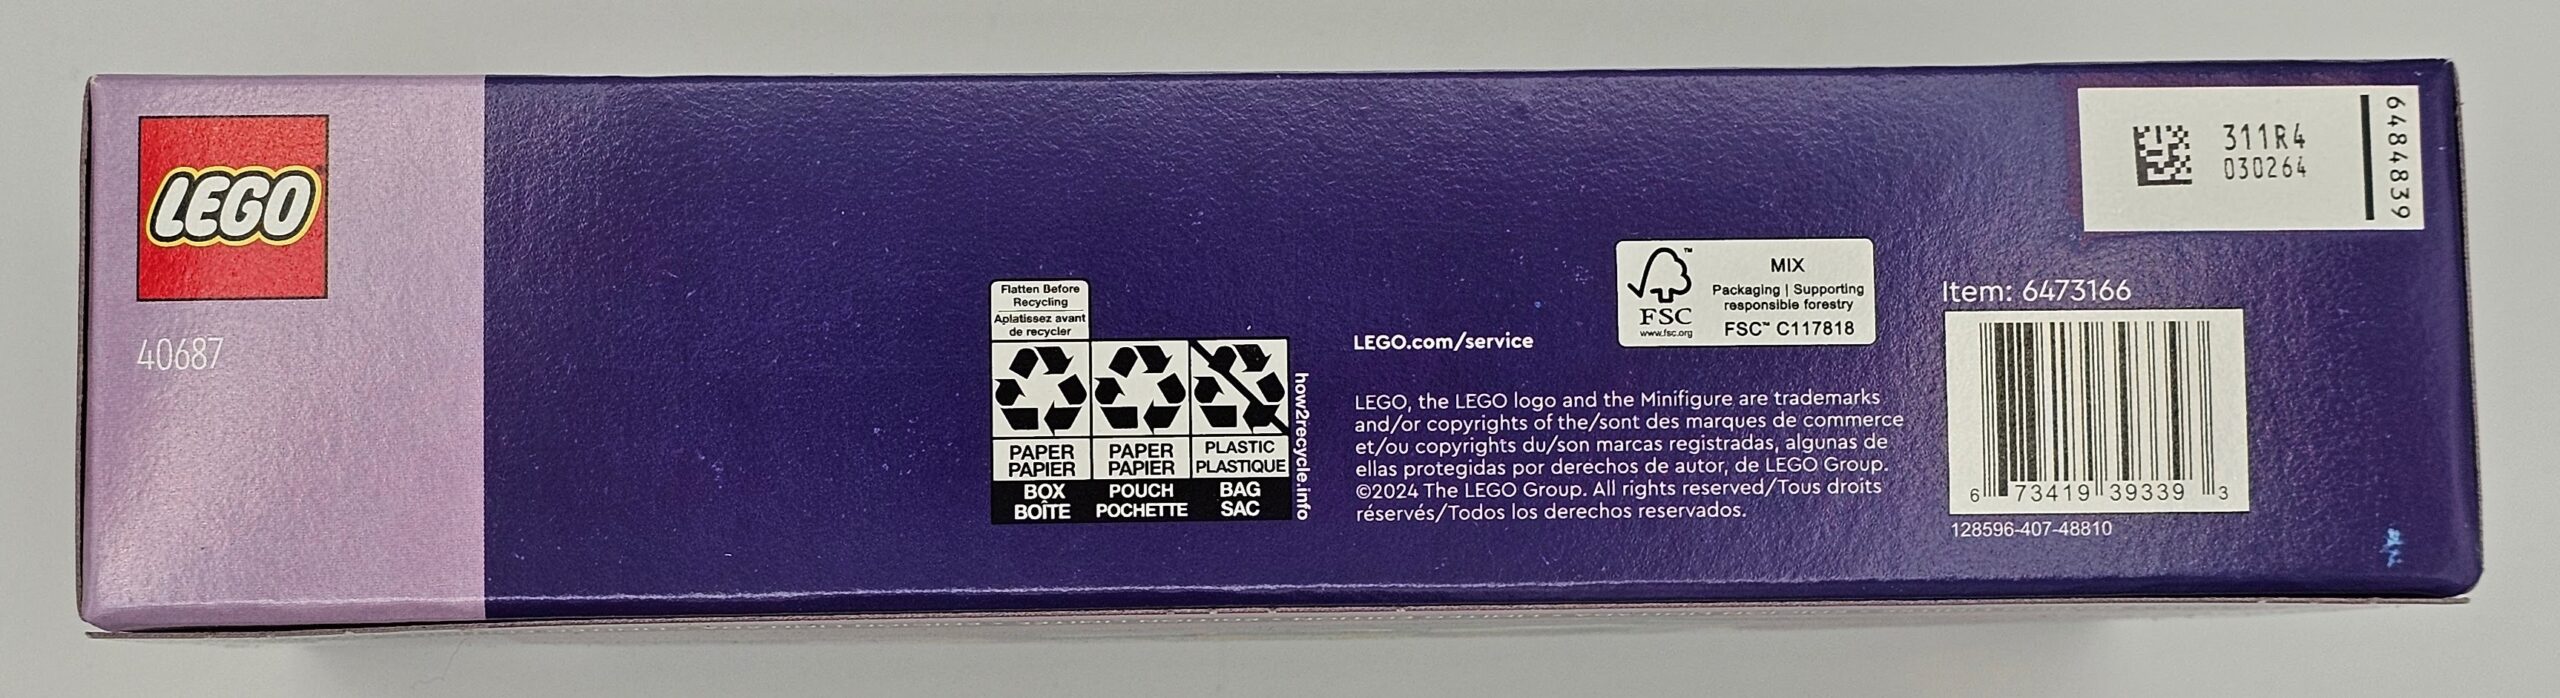 LEGO
40687
Flatten Before
Recycling
Aplatissez avant
de recycler
PAPER
PAPIER
BOX
BOÎTE
PAPER
PAPIER
POUCH
POCHETTE
PLASTIC
PLASTIQUE
BAG
SAC
how2recycle.info
LEGO.com/service
LEGO, the LEGO logo and the Minifigure are trademarks
and/or copyrights of the/sont des marques de commerce
et/ou copyrights du/son marcas registradas, algunas de
ellas protegidas por derechos de autor, de LEGO Group.
©2024 The LEGO Group. All rights reserved/Tous droits
réservés/Todos los derechos reservados.
FSC
www.fsc.org
MIX
Packaging | Supporting
responsible forestry
FSC™ C117818
311R4
030264
6484839
Item: 6473166
6 73419 39339 3
128596-407-48810